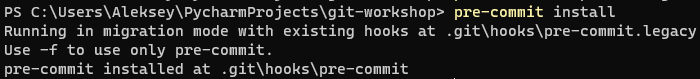 PS C:\Users\Aleksey\PycharmProjects\git-workshop> pre-commit install
Running in migration mode with existing hooks at .git\hooks\pre-commit.legacy
Use -f to use only pre-commit.
pre-commit installed at .git\hooks\pre-commit